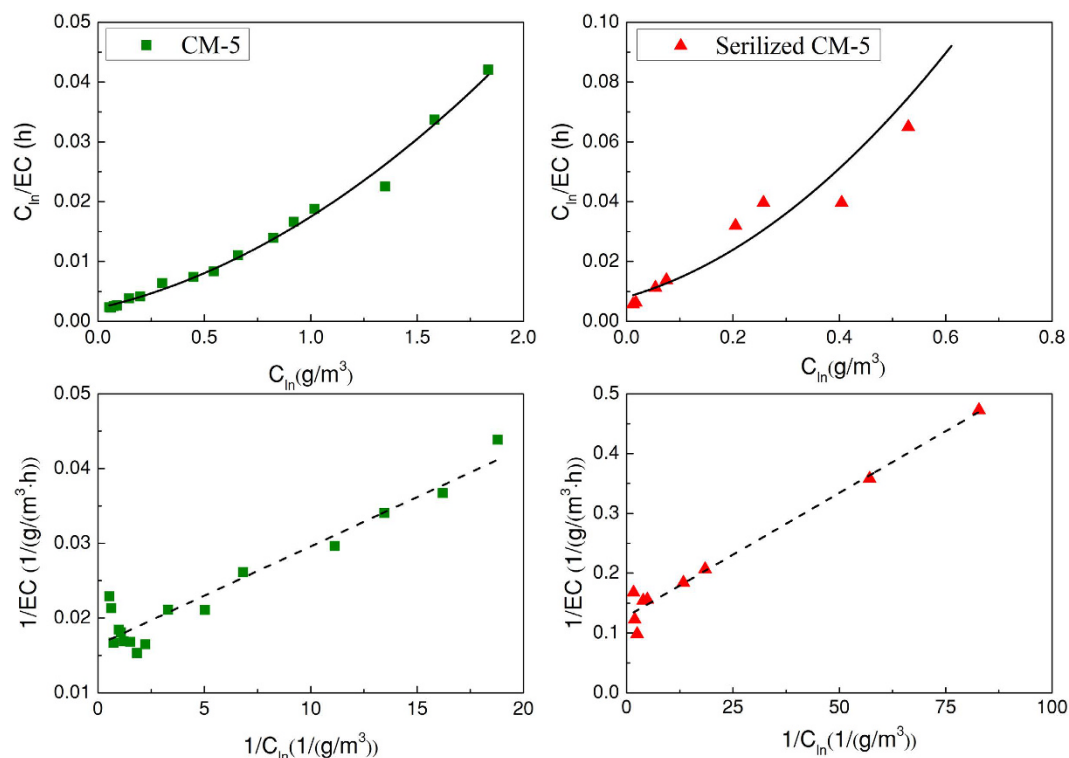 CM-5
0.05
0.04
0.03
0.02
0.01
0.00
C_ln/EC (h)
0.0 0.5 1.0 1.5 2.0
C_ln(g/m³)
Serilized CM-5
0.10
0.08
0.06
0.04
0.02
0.00
C_ln/EC (h)
0.0 0.2 0.4 0.6 0.8
C_ln(g/m³)
0.05
0.04
0.03
0.02
0.01
1/EC (1/(g/(m³·h))
0 5 10 15 20
1/C_ln(1/(g/m³))
0.5
0.4
0.3
0.2
0.1
0.0
1/EC (1/(g/(m³·h))
0 25 50 75 100
1/C_ln(1/(g/m³))